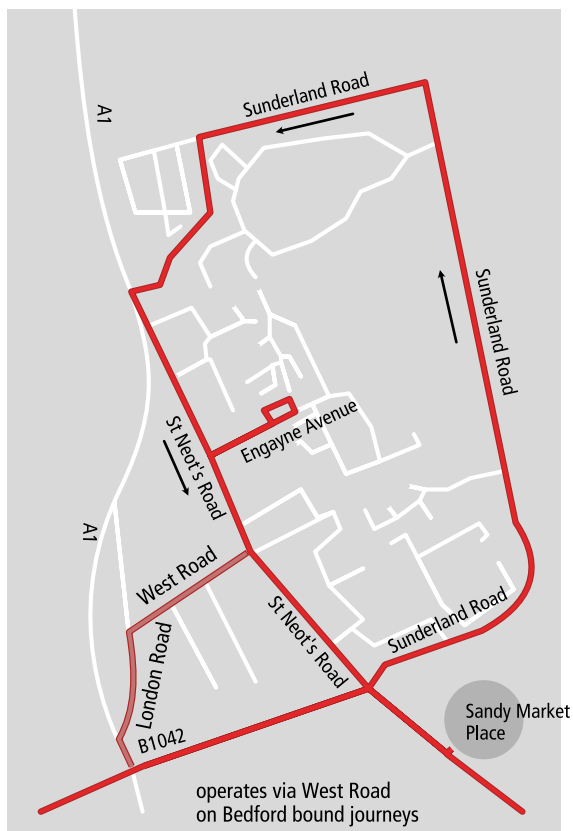 Sunderland Road
A1
Sunderland Road
Engayne Avenue
St Neot's Road
A1
West Road
St Neot's Road
Sunderland Road
London Road
B1042
Sandy Market
Place
operates via West Road
on Bedford bound journeys